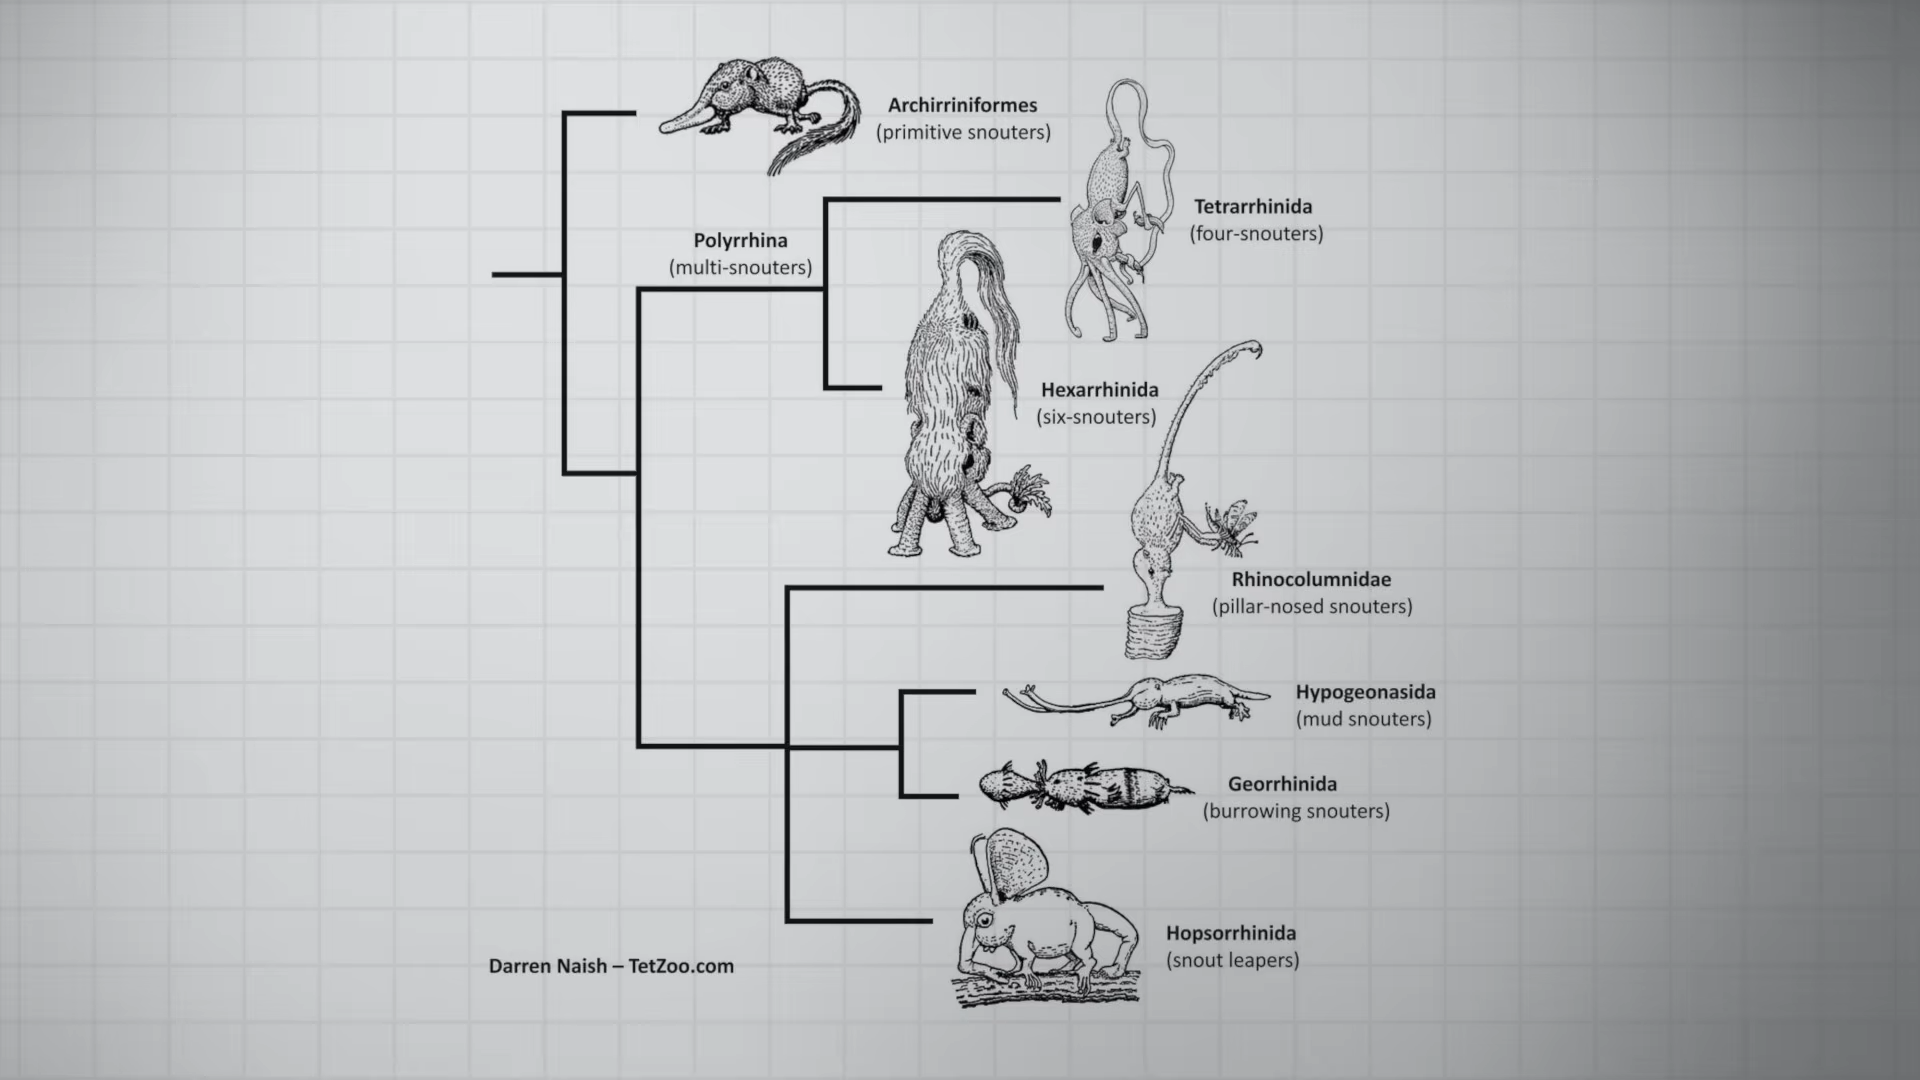 Archirriniformes
(primitive snouters)
Tetrarrhinida
(four-snouters)
Polyrrhina
(multi-snouters)
Hexarrhinida
(six-snouters)
Rhinocolumnidae
(pillar-nosed snouters)
Hypogeonasida
(mud snouters)
Georrhinida
(burrowing snouters)
Hopsorrhinida
(snout leapers)
Darren Naish – TetZoo.com